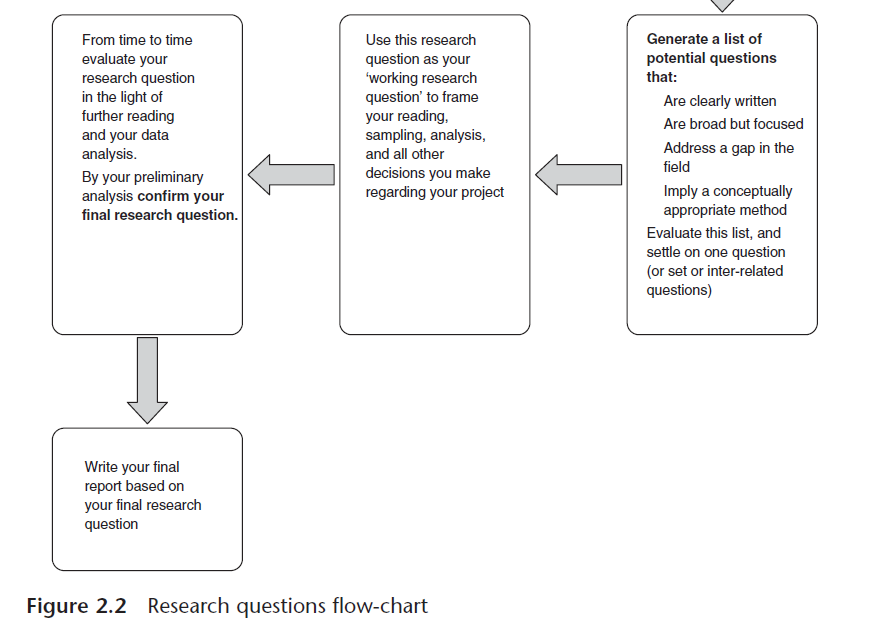 Generate a list of
potential questions
that:
Are clearly written
Are broad but focused
Address a gap in the
field
Imply a conceptually
appropriate method
Evaluate this list, and
settle on one question
(or set or inter-related
questions)
Use this research
question as your
‘working research
question’ to frame
your reading,
sampling, analysis,
and all other
decisions you make
regarding your project
From time to time
evaluate your
research question
in the light of
further reading
and your data
analysis.
By your preliminary
analysis confirm your
final research question.
Write your final
report based on
your final research
question
Figure 2.2 Research questions flow-chart